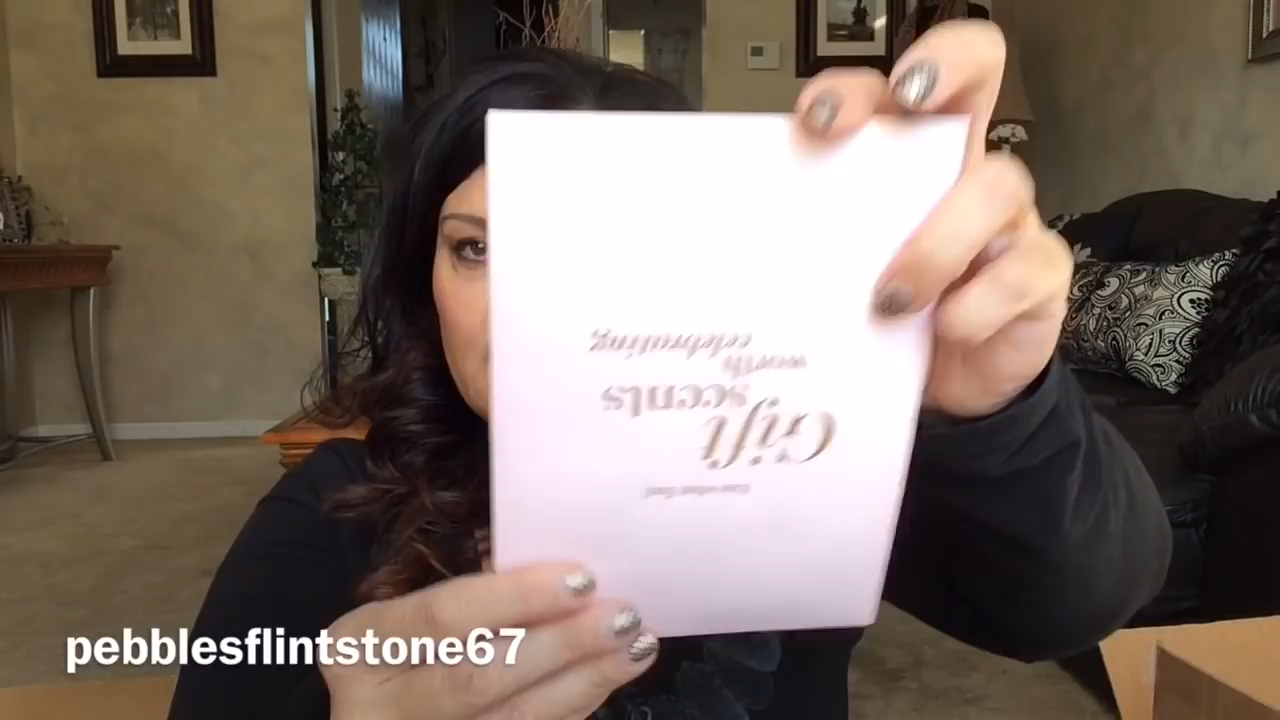 Gift
scents
worth
celebrating
pebblesflintstone67